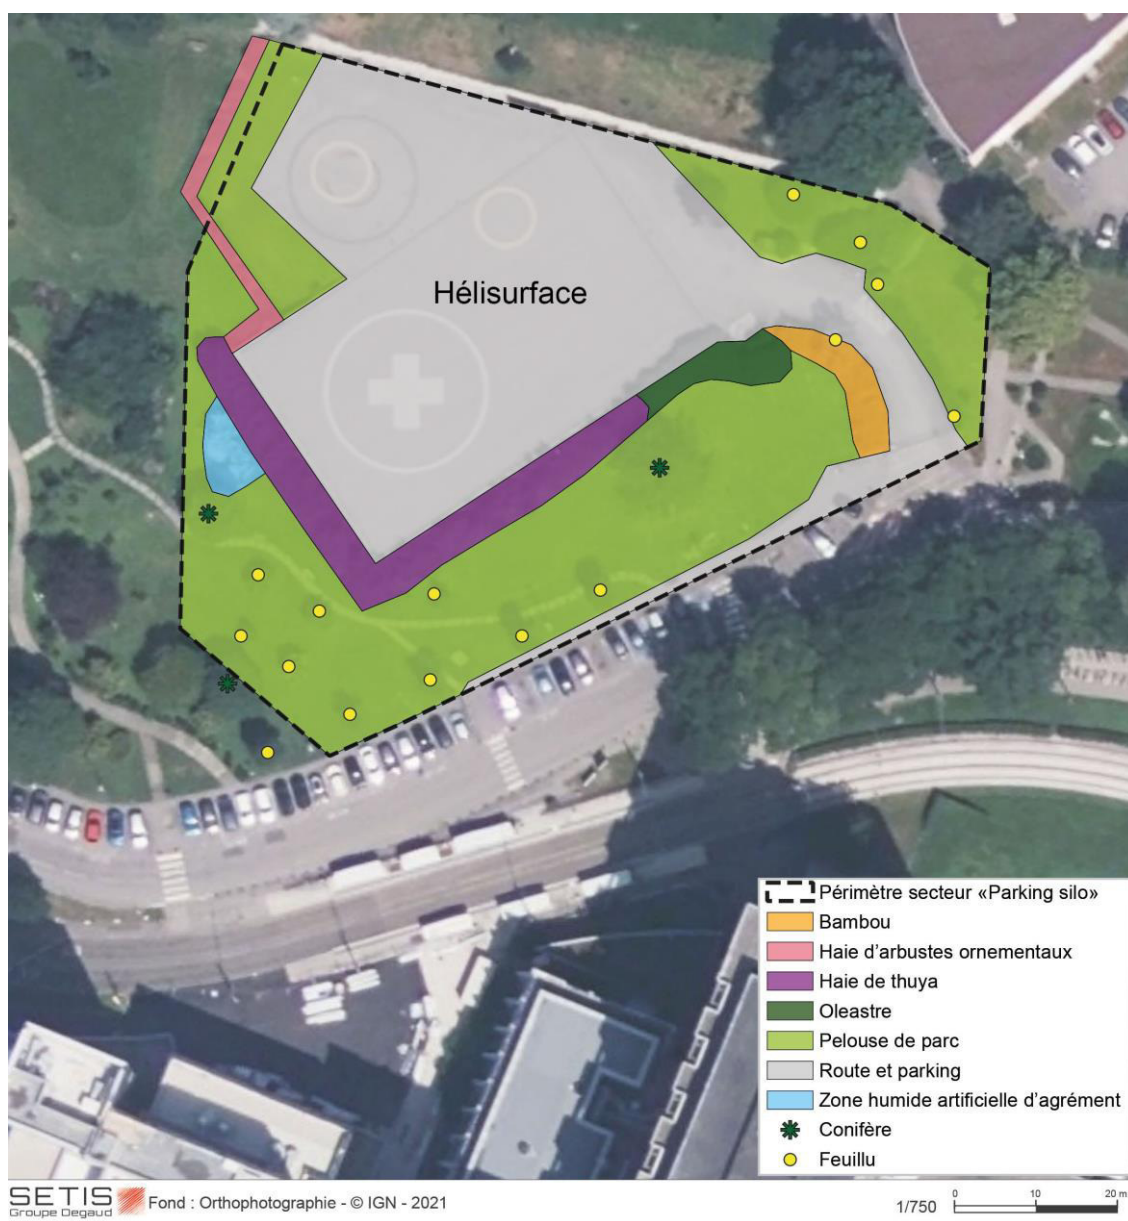 Hélisurface
Périmètre secteur «Parking silo»
Bambou
Haie d'arbustes ornementaux
Haie de thuya
Oleastre
Pelouse de parc
Route et parking
Zone humide artificielle d'agrément
Conifère
Feuillu
SETIS
Groupe Degaud
Fond : Orthophotographie - © IGN - 2021
1/750
0 10 20 m